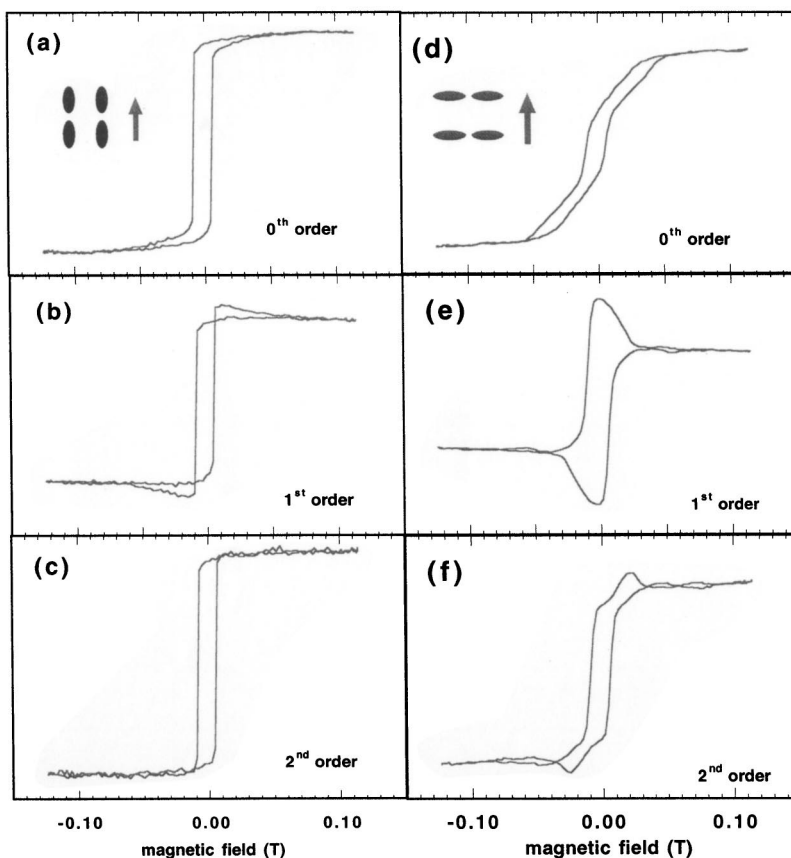 (a)
0th order
(b)
1st order
(c)
2nd order
-0.10 0.00 0.10
magnetic field (T)
(d)
0th order
(e)
1st order
(f)
2nd order
-0.10 0.00 0.10
magnetic field (T)